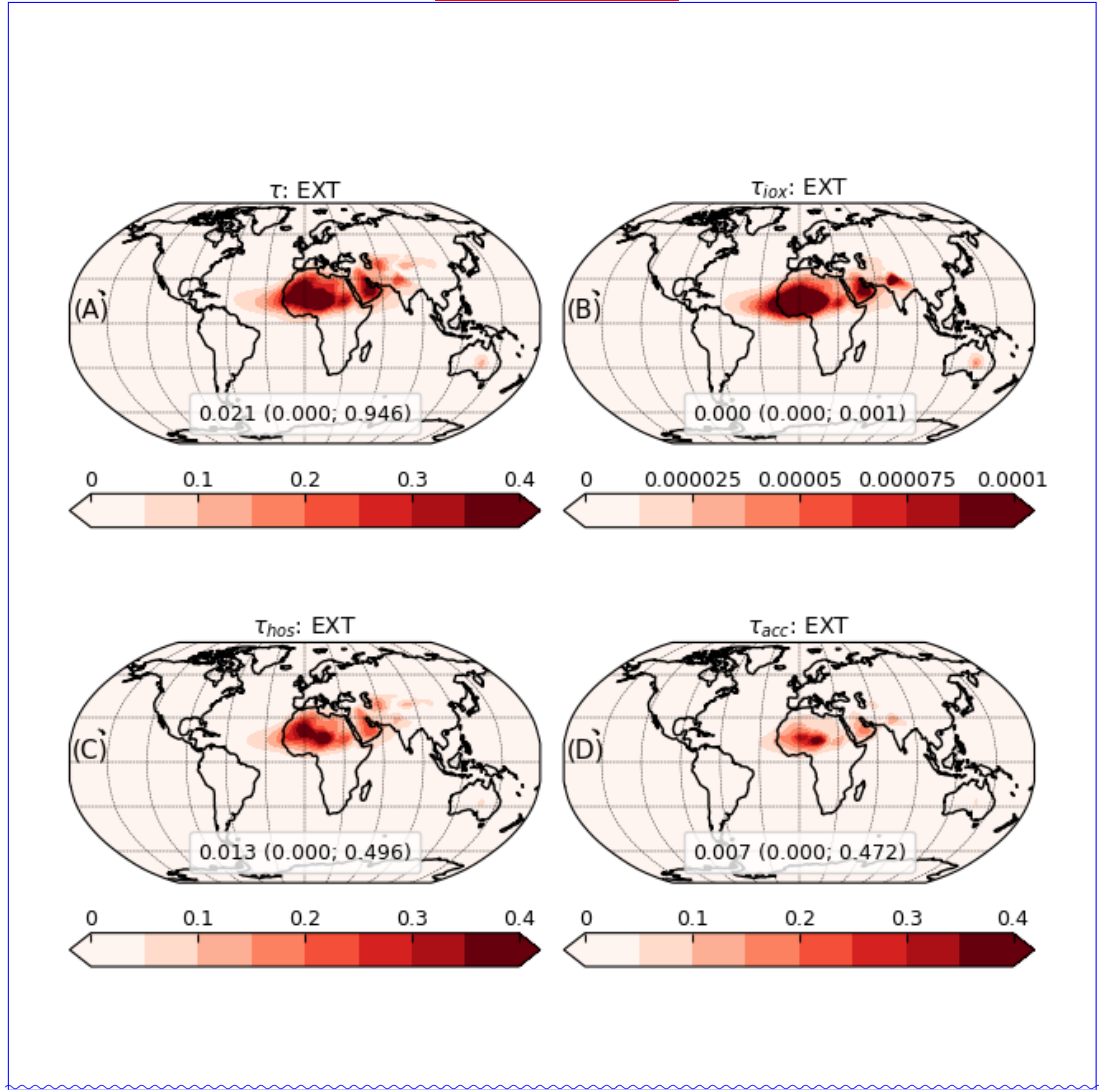 τ: EXT
τiox: EXT
(A)
(B)
0.021 (0.000; 0.946)
0.000 (0.000; 0.001)
0 0.1 0.2 0.3 0.4
0 0.000025 0.00005 0.000075 0.0001
τhos: EXT
τacc: EXT
(C)
(D)
0.013 (0.000; 0.496)
0.007 (0.000; 0.472)
0 0.1 0.2 0.3 0.4
0 0.1 0.2 0.3 0.4